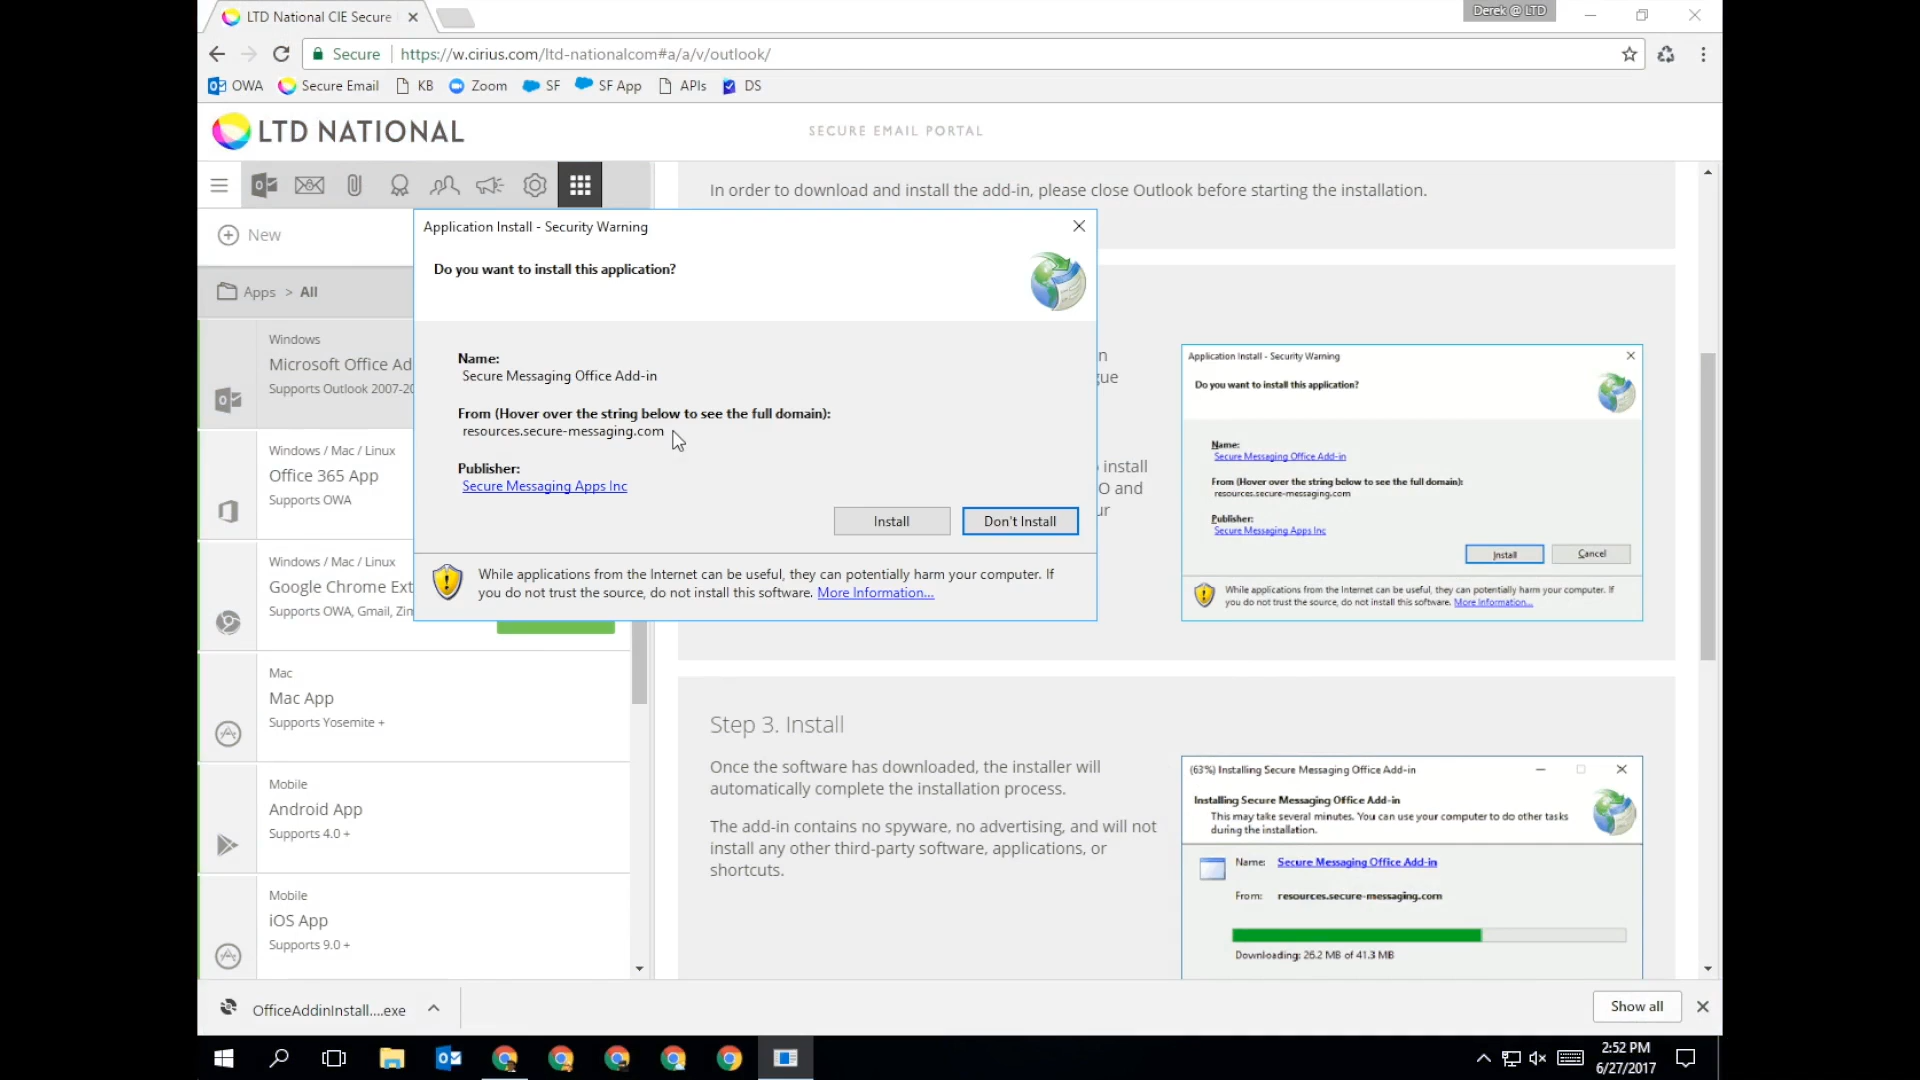 LTD National CIE Secure
Derek @ LTD
Secure
https://w.cirius.com/ltd-nationalcom#a/a/v/outlook/
OWA
Secure Email
KB
Zoom
SF
SF App
APIs
DS
LTD NATIONAL
SECURE EMAIL PORTAL
New
Apps > All
Windows
Microsoft Office Ad
Supports Outlook 2007-20
Windows / Mac / Linux
Office 365 App
Supports OWA
Windows / Mac / Linux
Google Chrome Ext
Supports OWA, Gmail, Zim
Mac
Mac App
Supports Yosemite +
Mobile
Android App
Supports 4.0 +
Mobile
iOS App
Supports 9.0 +
In order to download and install the add-in, please close Outlook before starting the installation.
Application Install - Security Warning
Do you want to install this application?
Name:
Secure Messaging Office Add-in
From (Hover over the string below to see the full domain):
resources.secure-messaging.com
Publisher:
Secure Messaging Apps Inc
Install
Don't Install
While applications from the Internet can be useful, they can potentially harm your computer. If
you do not trust the source, do not install this software. More Information...
n
gue
install
O and
ur
Application Install - Security Warning
Do you want to install this application?
Name:
Secure Messaging Office Add-in
From (Hover over the string below to see the full domain):
resources.secure-messaging.com
Publisher:
Secure Messaging Apps Inc
Install
Cancel
While applications from the Internet can be useful, they can potentially harm your computer. If
you do not trust the source, do not install this software. More Information...
Step 3. Install
Once the software has downloaded, the installer will
automatically complete the installation process.
The add-in contains no spyware, no advertising, and will not
install any other third-party software, applications, or
shortcuts.
(63%) Installing Secure Messaging Office Add-in
Installing Secure Messaging Office Add-in
This may take several minutes. You can use your computer to do other tasks
during the installation.
Name: Secure Messaging Office Add-in
From: resources.secure-messaging.com
Downloading: 26.2 MB of 41.3 MB
OfficeAddinInstall....exe
Show all
2:52 PM
6/27/2017